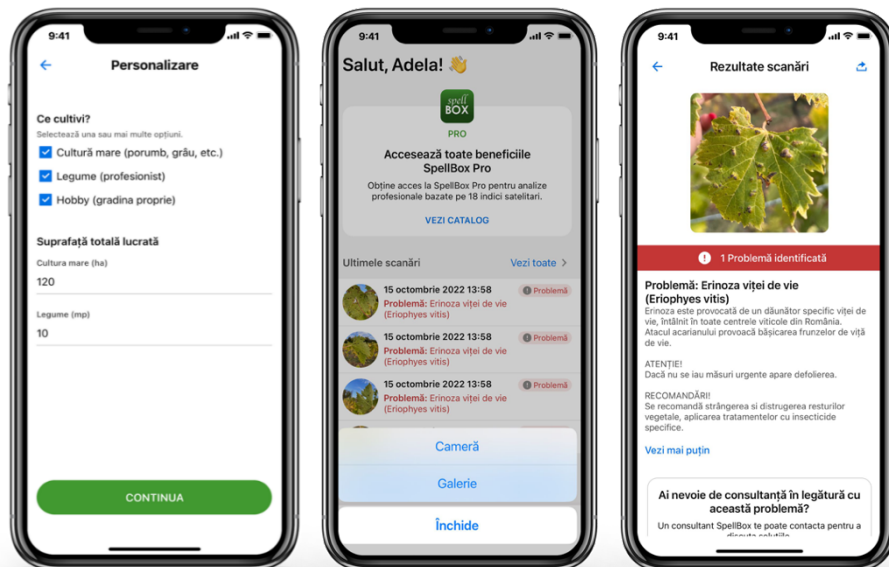 9:41
Personalizare
Ce cultivi?
Selectează una sau mai multe opțiuni.
Cultură mare (porumb, grâu, etc.)
Legume (profesionist)
Hobby (gradina proprie)
Suprafață totală lucrată
Cultura mare (ha)
120
Legume (mp)
10
CONTINUA
9:41
Salut, Adela!
spell
BOX
PRO
Accesează toate beneficiile
SpellBox Pro
Obține acces la SpellBox Pro pentru analize
profesionale bazate pe 18 indici satelitari.
VEZI CATALOG
Ultimele scanări
Vezi toate >
15 octombrie 2022 13:58
Problemă
Problemă: Erinoza viței de vie
(Eriophyes vitis)
15 octombrie 2022 13:58
Problemă
Problemă: Erinoza viței de vie
(Eriophyes vitis)
15 octombrie 2022 13:58
Problemă
Problemă: Erinoza viței de vie
(Eriophyes vitis)
Cameră
Galerie
Închide
9:41
Rezultate scanări
1 Problemă identificată
Problemă: Erinoza viței de vie
(Eriophyes vitis)
Erinoza este provocată de un dăunător specific viței de
vie, întâlnit în toate centrele viticole din România.
Atacul acarianului provoacă bășicarea frunzelor de viță
de vie.
ATENȚIE!
Dacă nu se iau măsuri urgente apare defolierea.
RECOMANDĂRI!
Se recomandă strângerea si distrugerea resturilor
vegetale, aplicarea tratamentelor cu insecticide
specifice.
Vezi mai puțin
Ai nevoie de consultanță în legătură cu
această problemă?
Un consultant SpellBox te poate contacta pentru a
discuta soluțiile